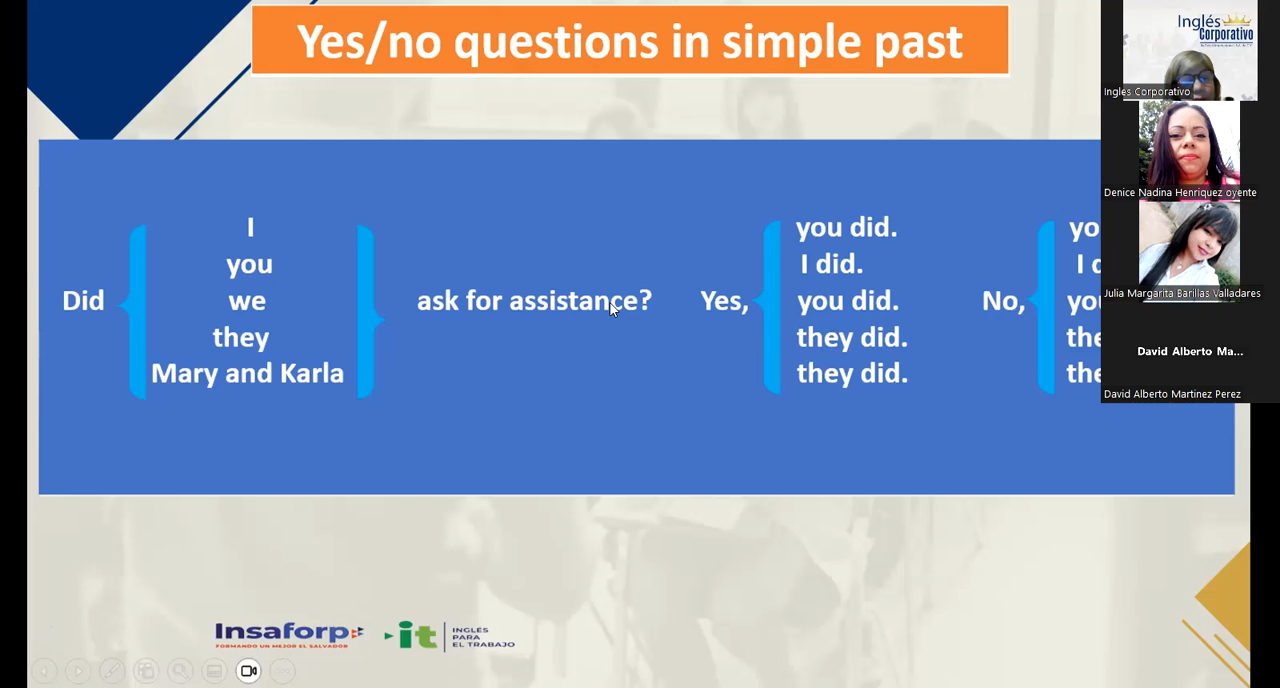 Yes/no questions in simple past
Did
I
you
we
they
Mary and Karla
ask for assistance?
Yes,
you did.
I did.
you did.
they did.
they did.
No,
Inglés
Corporativo
Ingles Corporativo
Denice Nadina Henriquez oyente
Julia Margarita Barillas Valladares
David Alberto Ma...
David Alberto Martinez Perez
Insaforp
FORMANDO UN MEJOR EL SALVADOR
it
INGLÉS
PARA
EL TRABAJO